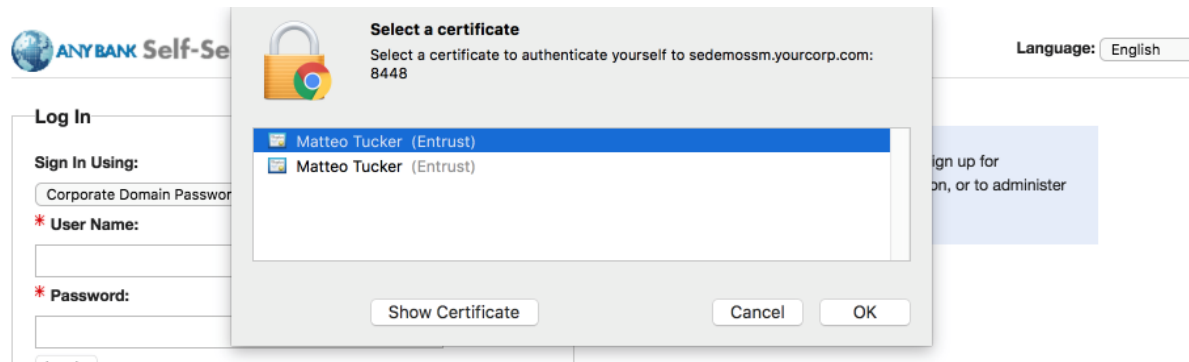 ANYBANK Self-Se
Language: English
Select a certificate
Select a certificate to authenticate yourself to sedemossm.yourcorp.com:
8448
Matteo Tucker (Entrust)
Matteo Tucker (Entrust)
Show Certificate
Cancel
OK
Log In
Sign In Using:
Corporate Domain Passwor
* User Name:
* Password:
ign up for
on, or to administer